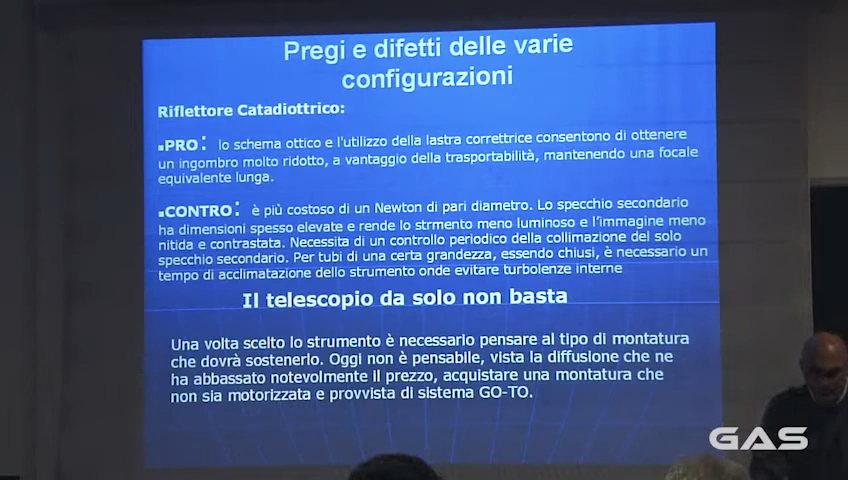 Pregi e difetti delle varie
configurazioni
Riflettore Catadiottrico:
▪PRO: lo schema ottico e l'utilizzo della lastra correttrice consentono di ottenere
un ingombro molto ridotto, a vantaggio della trasportabilità, mantenendo una focale
equivalente lunga.
▪CONTRO: è più costoso di un Newton di pari diametro. Lo specchio secondario
ha dimensioni spesso elevate e rende lo strmento meno luminoso e l'immagine meno
nitida e contrastata. Necessita di un controllo periodico della collimazione del solo
specchio secondario. Per tubi di una certa grandezza, essendo chiusi, è necessario un
tempo di acclimatazione dello strumento onde evitare turbolenze interne
Il telescopio da solo non basta
Una volta scelto lo strumento è necessario pensare al tipo di montatura
che dovrà sostenerlo. Oggi non è pensabile, vista la diffusione che ne
ha abbassato notevolmente il prezzo, acquistare una montatura che
non sia motorizzata e provvista di sistema GO-TO.
GAS